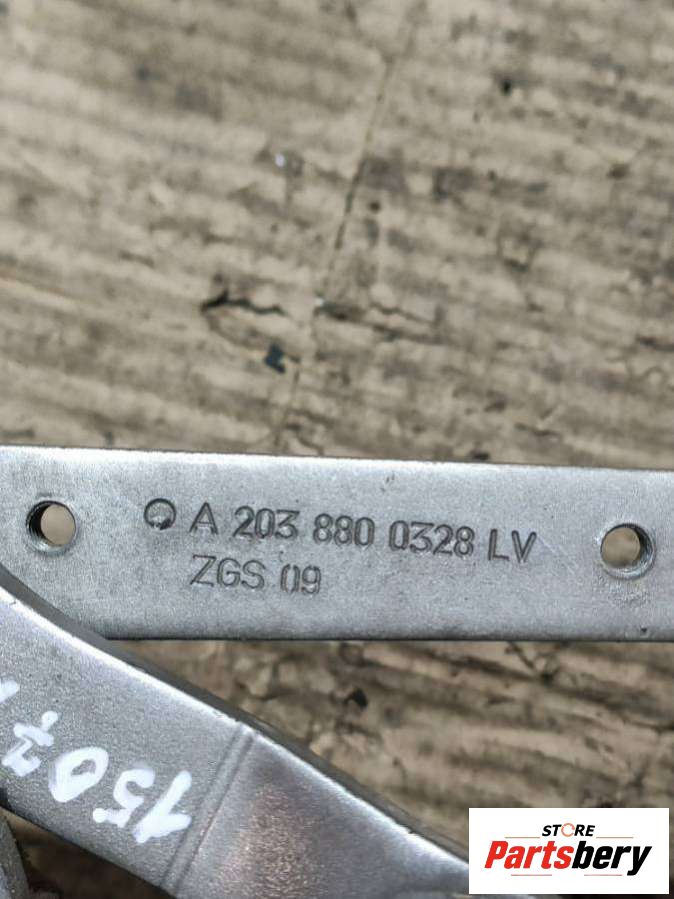 A 203 880 0328 LV
ZGS 09
1507
STORE
Partsbery